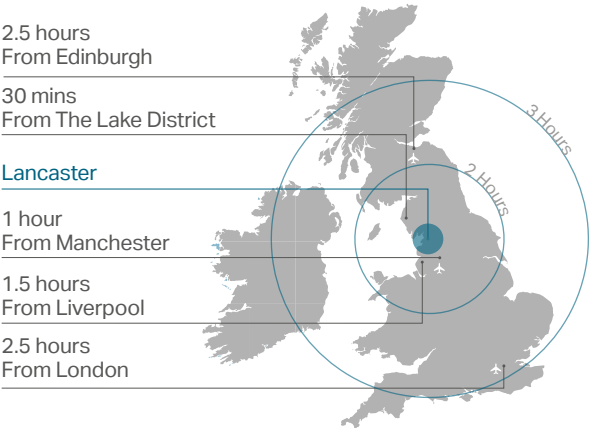 2.5 hours
From Edinburgh
30 mins
From The Lake District
Lancaster
1 hour
From Manchester
1.5 hours
From Liverpool
2.5 hours
From London
3 Hours
2 Hours